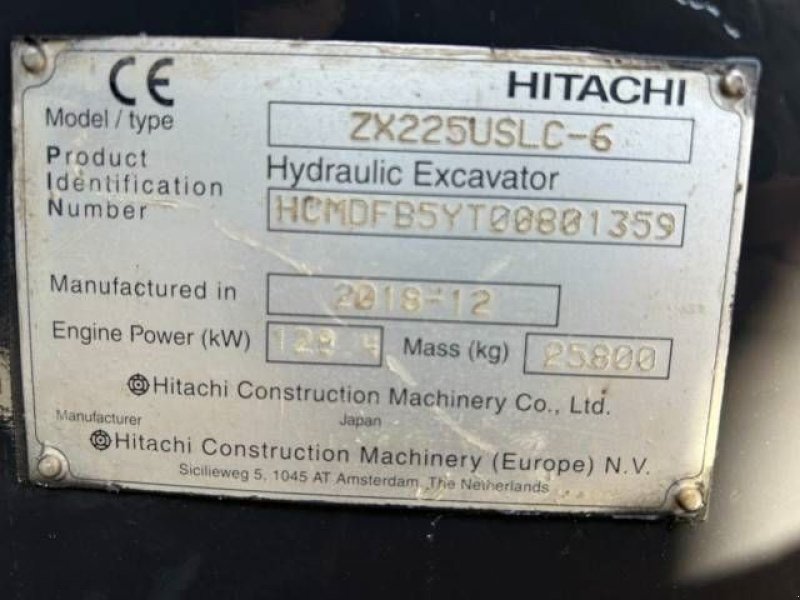 CE HITACHI
Model / type ZX225USLC-6
Product Hydraulic Excavator
Identification
Number HCMDFB5YT00801359
Manufactured in 2018-12
Engine Power (kW) Mass (kg) 25800
Hitachi Construction Machinery Co., Ltd.
Manufacturer Japan
Hitachi Construction Machinery (Europe) N.V.
Sicilieweg 5, 1045 AT Amsterdam, The Netherlands